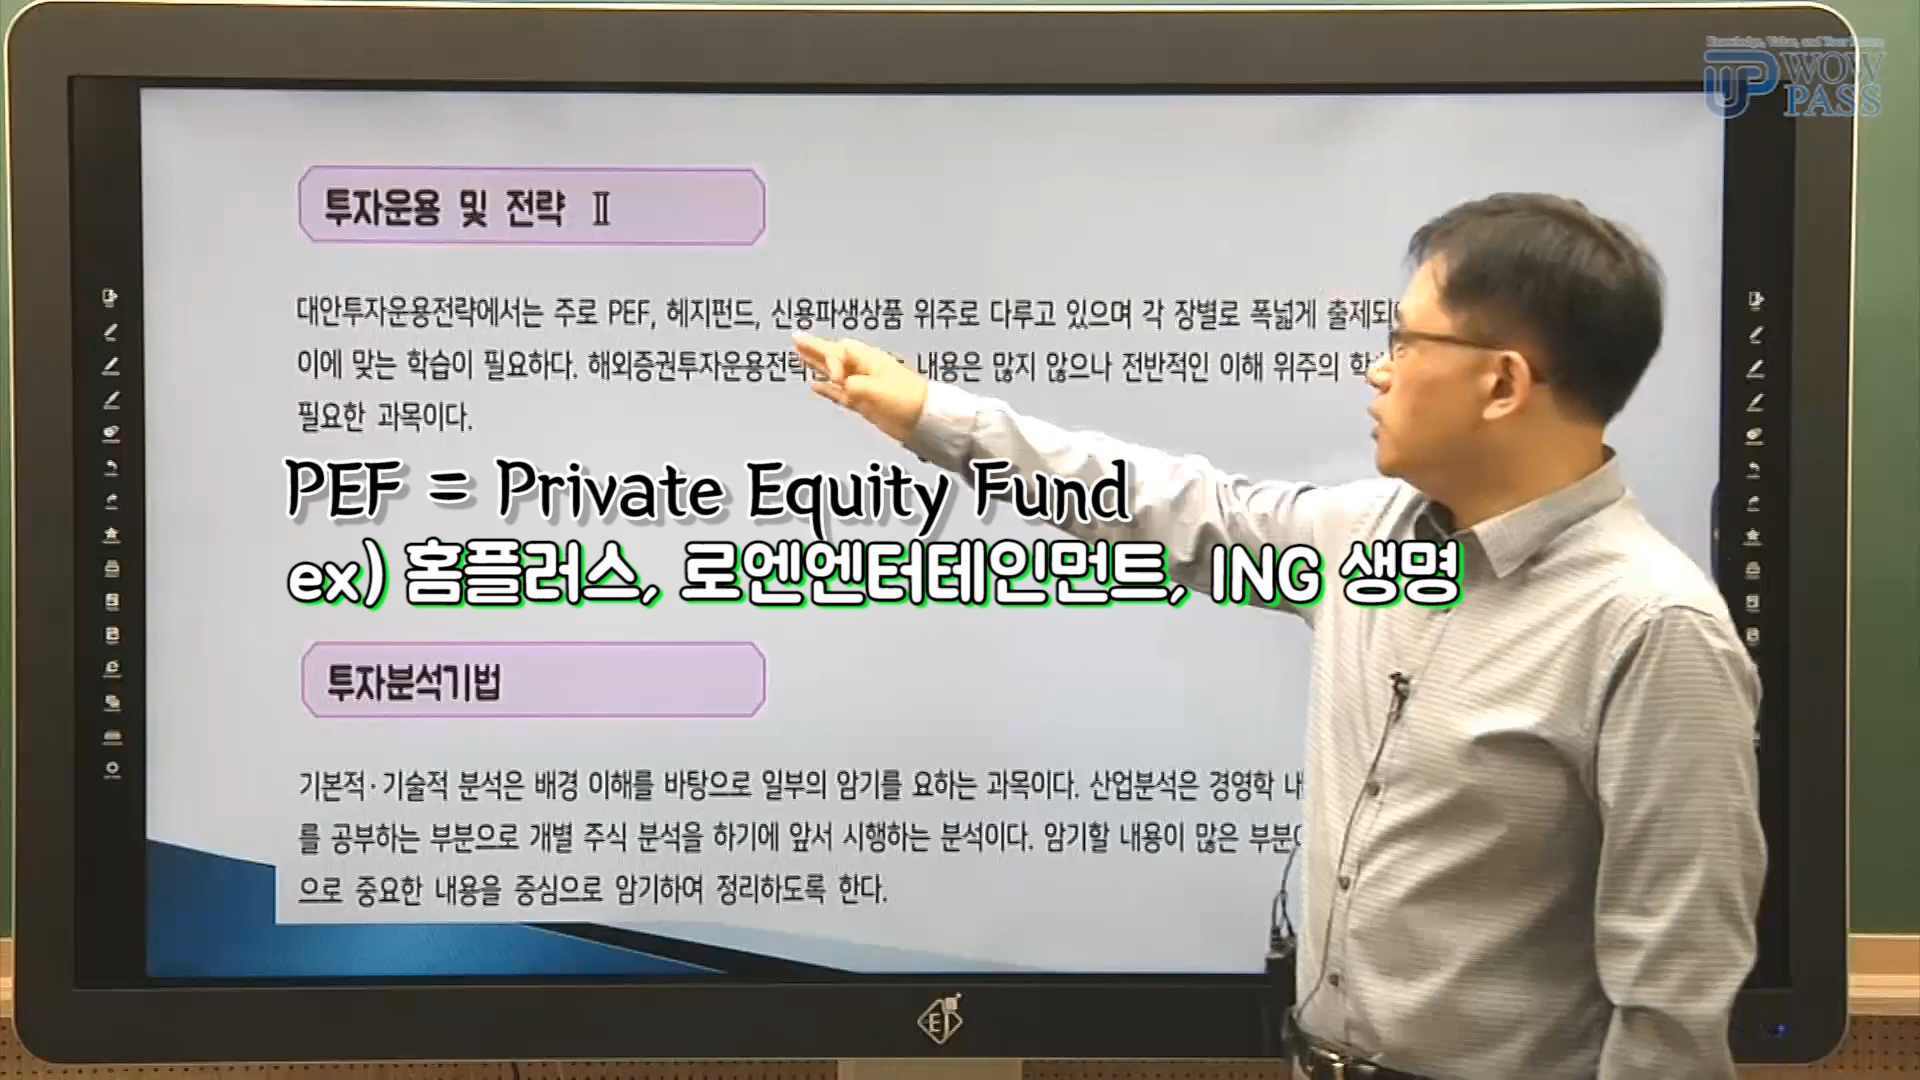 WOW
PASS
투자운용 및 전략 Ⅱ
대안투자운용전략에서는 주로 PEF, 헤지펀드, 신용파생상품 위주로 다루고 있으며 각 장별로 폭넓게
이에 맞는 학습이 필요하다. 해외증권투자운용전략 내용은 많지 않으나 전반적인 이해 위주의
필요한 과목이다.
PEF = Private Equity Fund
ex) 홈플러스, 로엔엔터테인먼트, ING 생명
투자분석기법
기본적·기술적 분석은 배경 이해를 바탕으로 일부의 암기를 요하는 과목이다. 산업분석은 경영학
를 공부하는 부분으로 개별 주식 분석을 하기에 앞서 시행하는 분석이다. 암기할 내용이 많은
으로 중요한 내용을 중심으로 암기하여 정리하도록 한다.